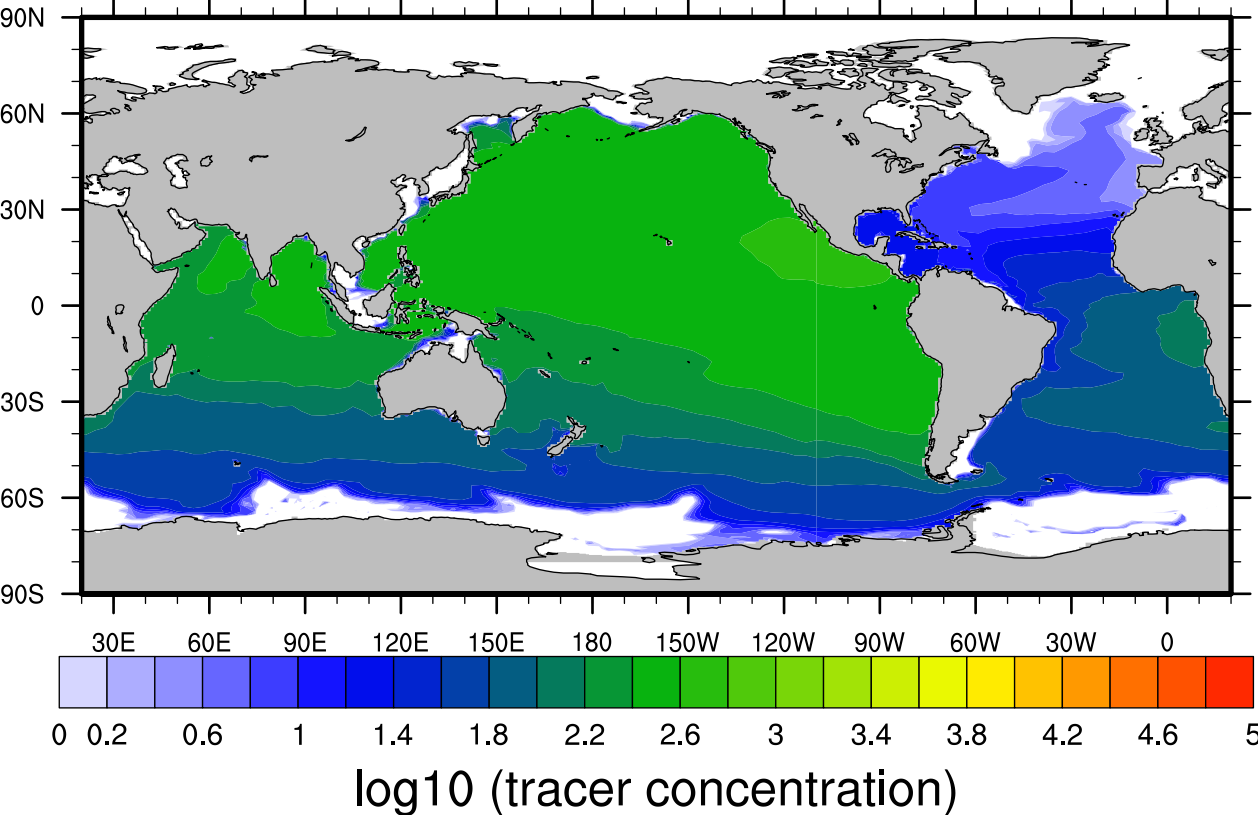 90N
60N
30N
0
30S
60S
90S
30E 60E 90E 120E 150E 180 150W 120W 90W 60W 30W 0
0 0.2 0.6 1 1.4 1.8 2.2 2.6 3 3.4 3.8 4.2 4.6 5
log10 (tracer concentration)